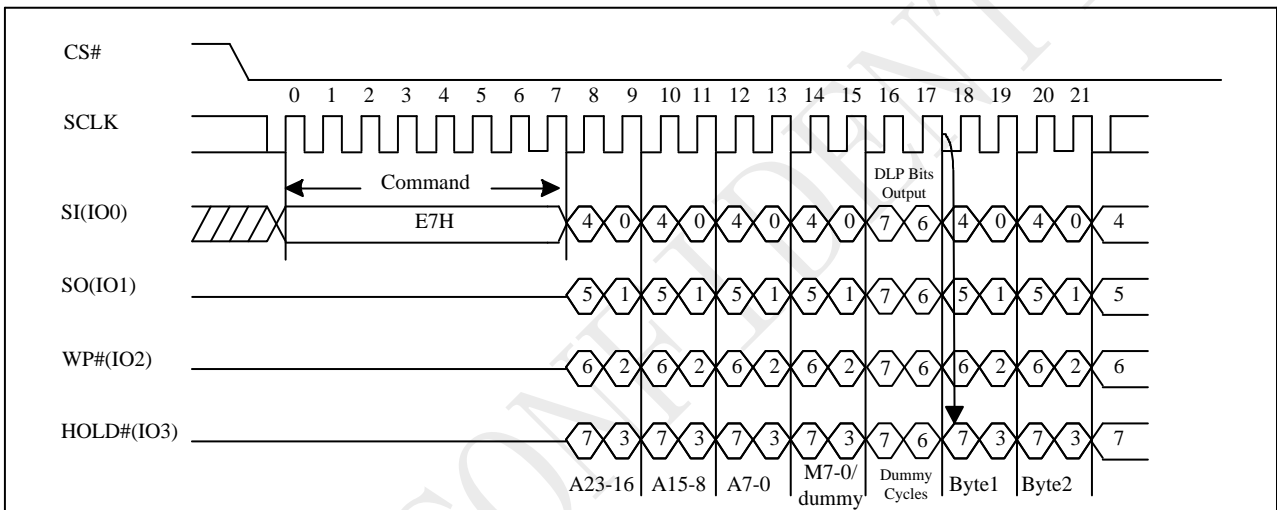 CS#
0 1 2 3 4 5 6 7 8 9 10 11 12 13 14 15 16 17 18 19 20 21
SCLK
DLP Bits
Output
Command
SI(IO0) E7H 4 0 4 0 4 0 4 0 7 6 4 0 4 0 4
SO(IO1) 5 1 5 1 5 1 5 1 7 6 5 1 5 1 5
WP#(IO2) 6 2 6 2 6 2 6 2 7 6 6 2 6 2 6
HOLD#(IO3) 7 3 7 3 7 3 7 3 7 6 7 3 7 3 7
A23-16 A15-8 A7-0 M7-0/
dummy Dummy
Cycles Byte1 Byte2
CONFIDENT